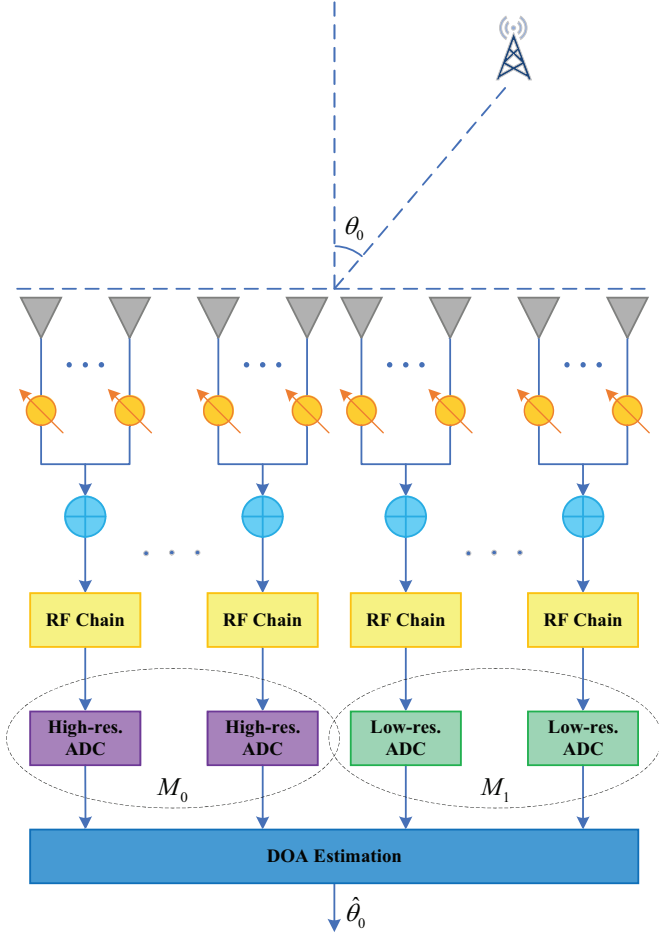 θ₀
RF Chain
RF Chain
RF Chain
RF Chain
High-res.
ADC
High-res.
ADC
Low-res.
ADC
Low-res.
ADC
M₀
M₁
DOA Estimation
θ̂₀